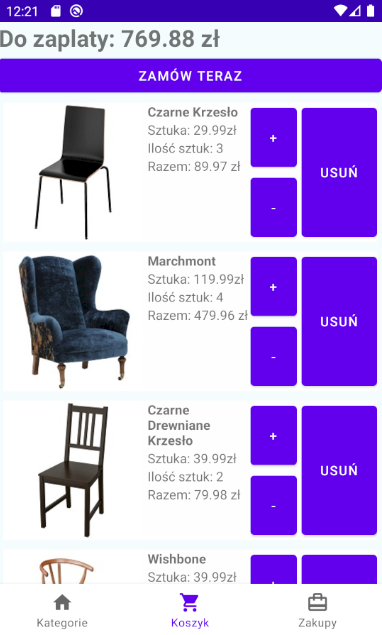 12:21
Do zapłaty: 769.88 zł
ZAMÓW TERAZ
Czarne Krzesło
Sztuka: 29.99zł
Ilość sztuk: 3
Razem: 89.97 zł
+
-
USUŃ
Marchmont
Sztuka: 119.99zł
Ilość sztuk: 4
Razem: 479.96 zł
+
-
USUŃ
Czarne
Drewniane
Krzesło
Sztuka: 39.99zł
Ilość sztuk: 2
Razem: 79.98 zł
+
-
USUŃ
Wishbone
Sztuka: 39.99zł
Kategorie
Koszyk
Zakupy